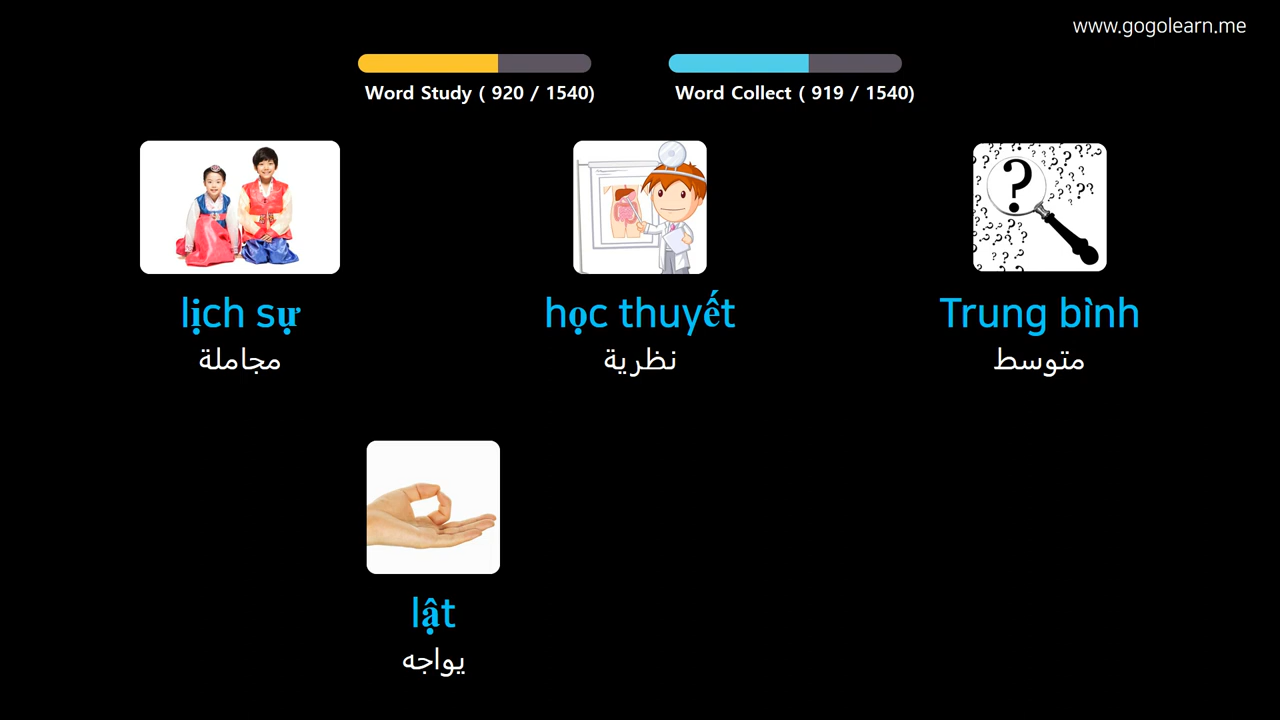 www.gogolearn.me
Word Study ( 920 / 1540)
Word Collect ( 919 / 1540)
lịch sự
مجاملة
học thuyết
نظرية
Trung bình
متوسط
lật
يواجه